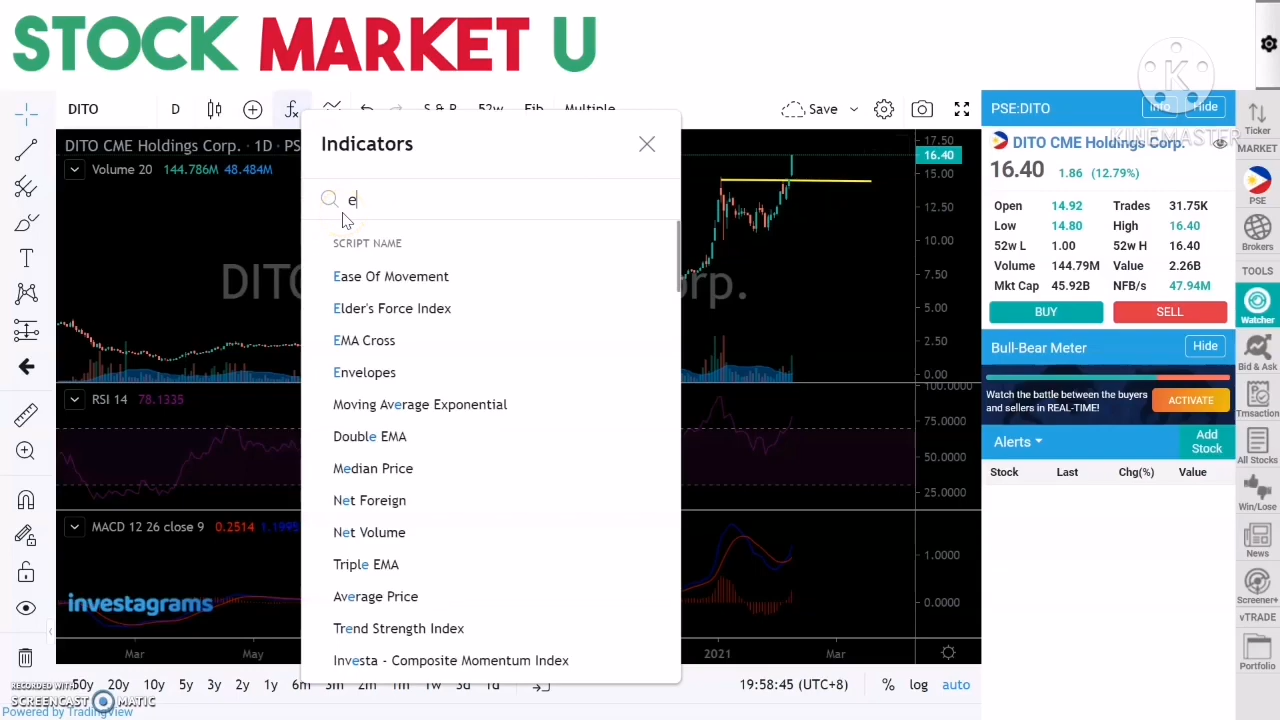 STOCK MARKET U
DITO
D
S & R
52w
Fib
Multiple
Save
DITO CME Holdings Corp. · 1D · PS
Volume 20 144.786M 48.484M
RSI 14 78.1335
MACD 12 26 close 9 0.2514 1.1995
investagrams
Indicators
e
SCRIPT NAME
Ease Of Movement
Elder's Force Index
EMA Cross
Envelopes
Moving Average Exponential
Double EMA
Median Price
Net Foreign
Net Volume
Triple EMA
Average Price
Trend Strength Index
Investa - Composite Momentum Index
DITO
orp.
17.50
16.40
15.00
12.50
10.00
7.50
5.00
2.50
0.00
100.0000
75.0000
50.0000
25.0000
1.0000
0.0000
Mar
May
2021
Mar
50y 20y 10y 5y 3y 2y 1y 6m 3m 2m 1m 1w 3d 1d
19:58:45 (UTC+8)
% log auto
RECORDED WITH
SCREENCAST MATIC
Powered by TradingView
K
KINEMASTER
PSE:DITO
Info
Hide
DITO CME Holdings Corp.
16.40 1.86 (12.79%)
Open 14.92 Trades 31.75K
Low 14.80 High 16.40
52w L 1.00 52w H 16.40
Volume 144.79M Value 2.26B
Mkt Cap 45.92B NFB/s 47.94M
BUY
SELL
Bull-Bear Meter
Hide
Watch the battle between the buyers
and sellers in REAL-TIME!
ACTIVATE
Alerts
Add
Stock
Stock Last Chg(%) Value
Ticker
MARKET
PSE
Brokers
TOOLS
Watcher
Bid & Ask
Trnsaction
All Stocks
Win/Lose
News
Screener+
vTRADE
Portfolio